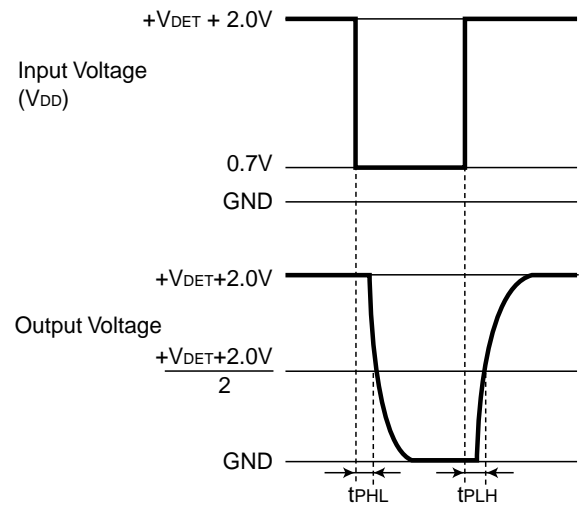 +VDET + 2.0V
Input Voltage
(VDD)
0.7V
GND
+VDET+2.0V
Output Voltage
+VDET+2.0V
2
GND
tPHL
tPLH